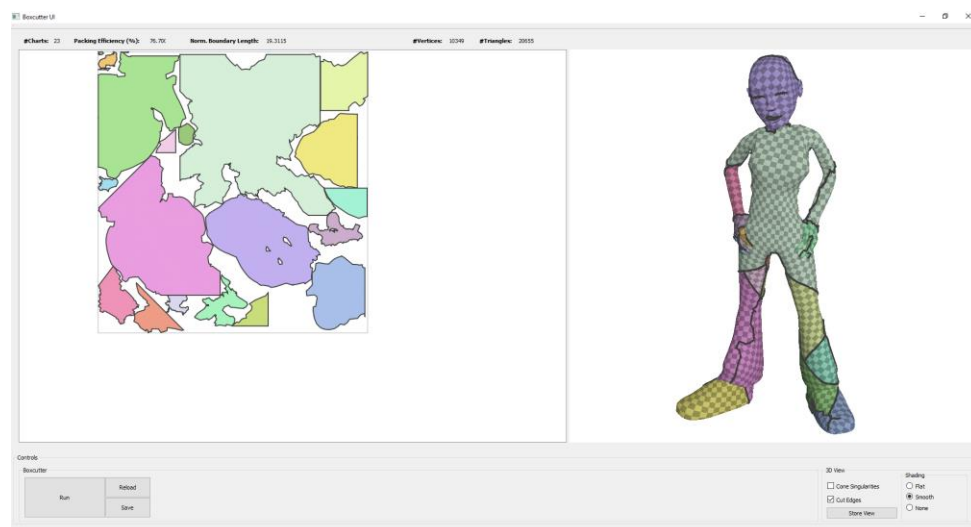 Boxcutter UI
#Charts: 23 Packing Efficiency (%): 76.70 Norm. Boundary Length: 19.3115 #Vertices: 10349 #Triangles: 20655
Controls
Boxcutter
Run
Reload
Save
3D View
Cone Singularities
Cut Edges
Store View
Shading
Flat
Smooth
None